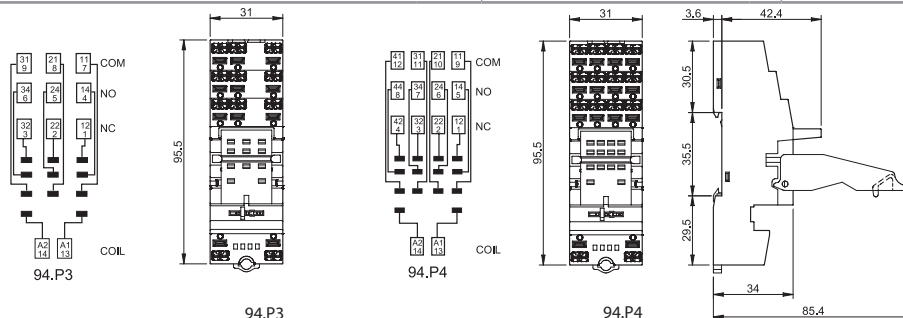 31
3.6
42.4
31
31 21 11
9 8 7
COM
34 24 14
6 5 4
NO
32 22 12
3 2 1
NC
A2 A1
14 13
COIL
94.P3
95.5
94.P3
41 31 21 11
12 11 10 9
COM
44 34 24 14
8 7 6 5
NO
42 32 22 12
4 3 2 1
NC
A2 A1
14 13
COIL
94.P4
95.5
94.P4
30.5
35.5
29.5
34
85.4